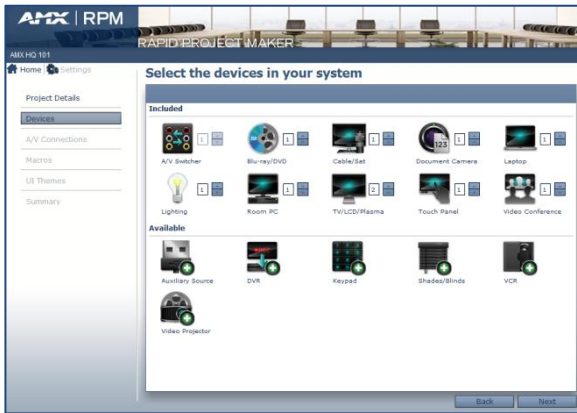 AMX | RPM
RAPID PROJECT MAKER
AMX HQ 101
Home Settings
Select the devices in your system
Project Details
Devices
A/V Connections
Macros
UI Themes
Summary
Included
1 1 1 1 1
A/V Switcher Blu-ray/DVD Cable/Sat Document Camera Laptop
123
1 1 2 1 1
Lighting Room PC TV/LCD/Plasma Touch Panel Video Conference
Available
Auxiliary Source DVR Keypad Shades/Blinds VCR
Video Projector
Back Next